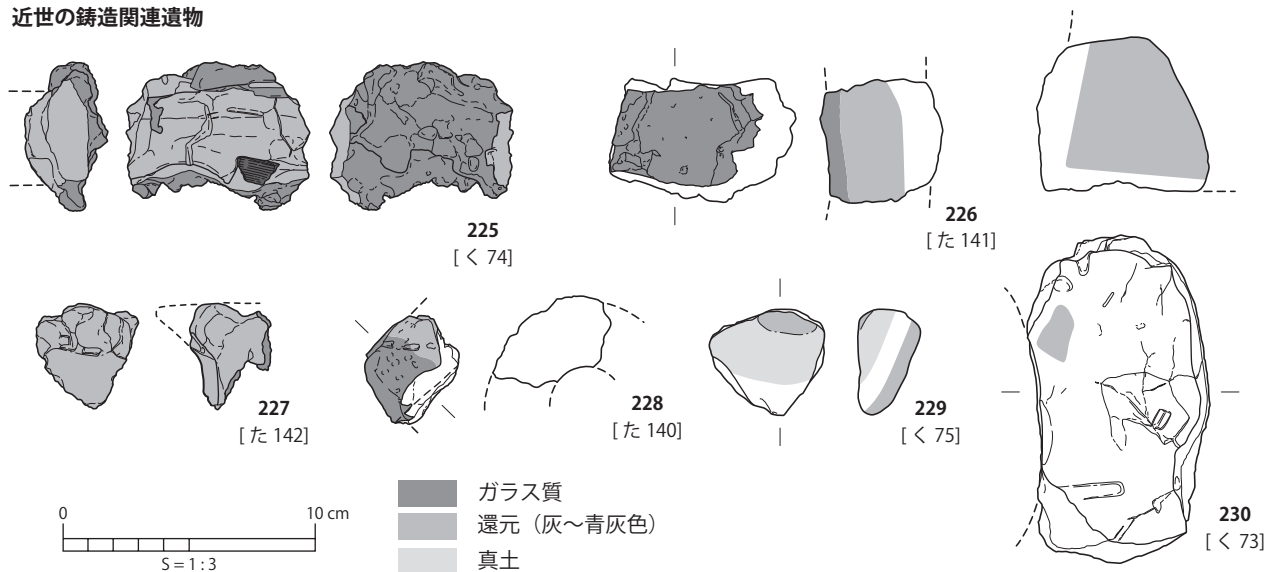 近世の鋳造関連遺物
225
[ く 74]
226
[ た 141]
227
[ た 142]
228
[ た 140]
229
[ く 75]
230
[ く 73]
0 10 cm
S = 1 : 3
ガラス質
還元（灰～青灰色）
真土